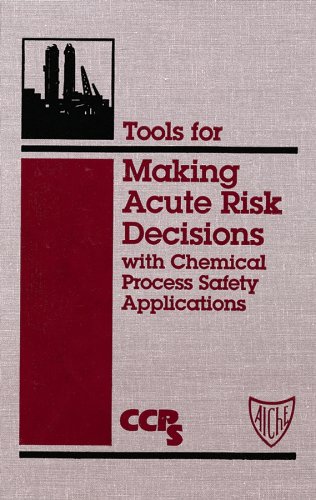 Tools for
Making
Acute Risk
Decisions
with Chemical
Process Safety
Applications
CCPS
AIChE